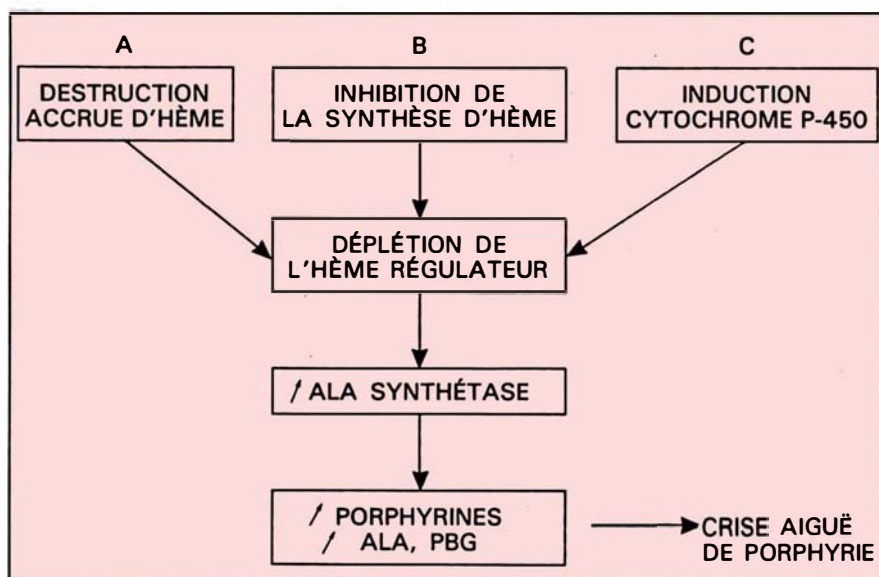 A
B
C
DESTRUCTION
ACCRUE D'HÈME
INHIBITION DE
LA SYNTHÈSE D'HÈME
INDUCTION
CYTOCHROME P-450
DÉPLÉTION DE
L'HÈME RÉGULATEUR
↗ ALA SYNTHÉTASE
↗ PORPHYRINES
↗ ALA, PBG
CRISE AIGUË
DE PORPHYRIE